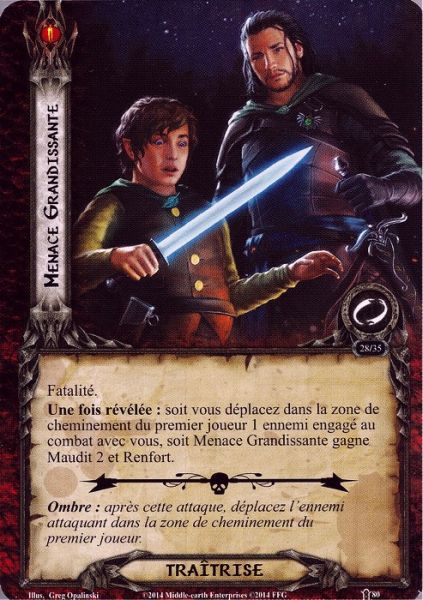 MENACE GRANDISSANTE
28/35
Fatalité.
Une fois révélée : soit vous déplacez dans la zone de
cheminement du premier joueur 1 ennemi engagé au
combat avec vous, soit Menace Grandissante gagne
Maudit 2 et Renfort.
Ombre : après cette attaque, déplacez l'ennemi
attaquant dans la zone de cheminement du
premier joueur.
TRAÎTRISE
Illus. Greg Opalinski ©2014 Middle-earth Enterprises ©2014 FFG 80